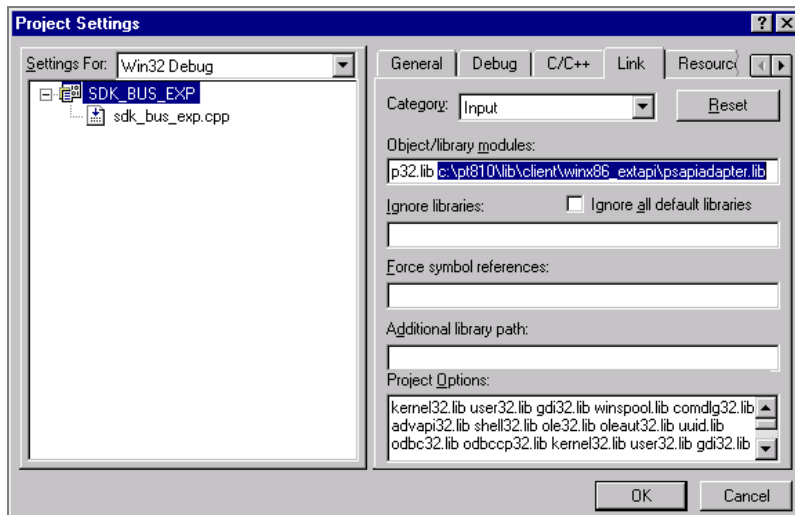 Project Settings
Settings For: Win32 Debug
SDK_BUS_EXP
sdk_bus_exp.cpp
General Debug C/C++ Link Resourc
Category: Input Reset
Object/library modules:
p32.lib c:\pt810\lib\client\winx86_extapi\psapiadapter.lib
Ignore libraries: Ignore all default libraries
Force symbol references:
Additional library path:
Project Options:
kernel32.lib user32.lib gdi32.lib winspool.lib comdlg32.lib
advapi32.lib shell32.lib ole32.lib oleaut32.lib uuid.lib
odbc32.lib odbccp32.lib kernel32.lib user32.lib gdi32.lib
OK Cancel